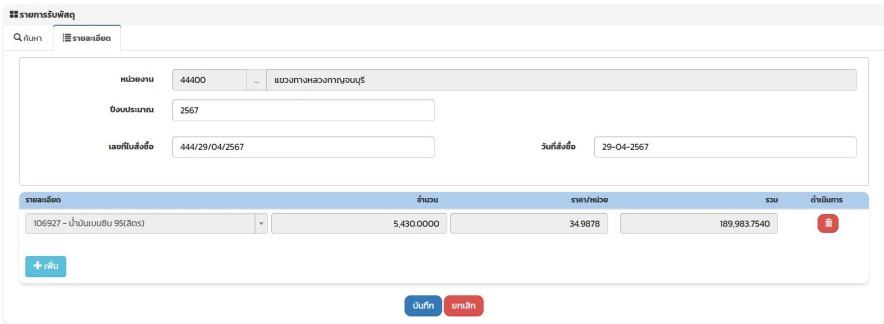 รายการรับพัสดุ
ค้นหา รายละเอียด
หน่วยงาน 44400 ... แขวงทางหลวงกาญจนบุรี
ปีงบประมาณ 2567
เลขที่ใบสั่งซื้อ 444/29/04/2567 วันที่สั่งซื้อ 29-04-2567
รายละเอียด จำนวน ราคา/หน่วย รวม ดำเนินการ
106927 - น้ำมันเบนซิน 95(ลิตร) 5,430.0000 34.9878 189,983.7540
+ เพิ่ม
บันทึก ยกเลิก